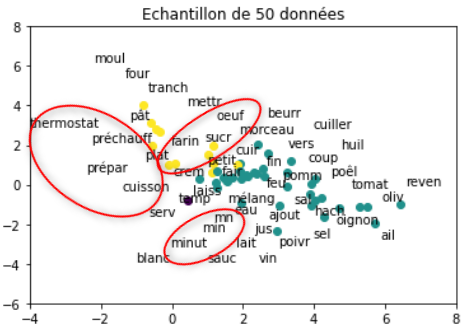 Echantillon de 50 données
8
moul
four
6
tranch
4
mettr
oeuf
beurr
thermostat
pât
morceau
cuiller
préchauff
farin
sucr
vers
huil
2
plat
cuir
petit
fin
coup
prépar
crem
fait
pomm
poêl
0
cuisson
laiss
feu
tomat
reven
temp
mélang
sal
oliv
serv
mn
eau
ajout
hach
oignon
-2
min
minut
lait
jus
poivr
sel
ail
blanc
sauc
vin
-4
-6
-4
-2
0
2
4
6
8